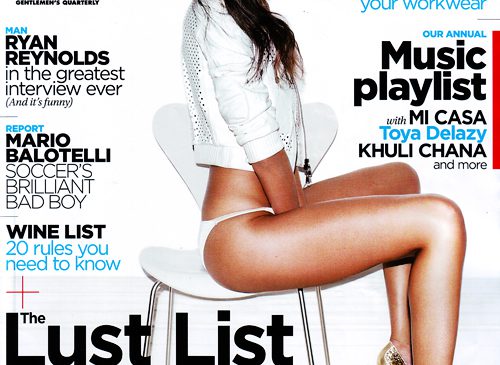 GENTLEMEN'S QUARTERLY
MAN
RYAN
REYNOLDS
in the greatest
interview ever
(And it's funny)
REPORT
MARIO
BALOTELLI
SOCCER'S
BRILLIANT
BAD BOY
WINE LIST
20 rules you
need to know
The
Lust List
your workwear
OUR ANNUAL
Music
playlist
with MI CASA
Toya Delazy
KHULI CHANA
and more